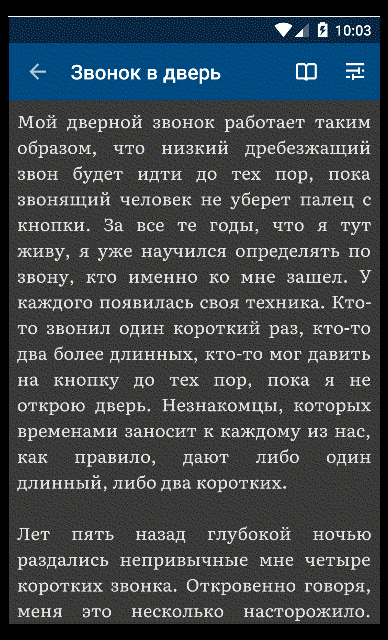 10:03
Звонок в дверь
Мой дверной звонок работает таким
образом, что низкий дребезжащий
звон будет идти до тех пор, пока
звонящий человек не уберет палец с
кнопки. За все те годы, что я тут
живу, я уже научился определять по
звону, кто именно ко мне зашел. У
каждого появилась своя техника. Кто-
то звонил один короткий раз, кто-то
два более длинных, кто-то мог давить
на кнопку до тех пор, пока я не
открою дверь. Незнакомцы, которых
временами заносит к каждому из нас,
как правило, дают либо один
длинный, либо два коротких.
Лет пять назад глубокой ночью
раздались непривычные мне четыре
коротких звонка. Откровенно говоря,
меня это несколько насторожило.